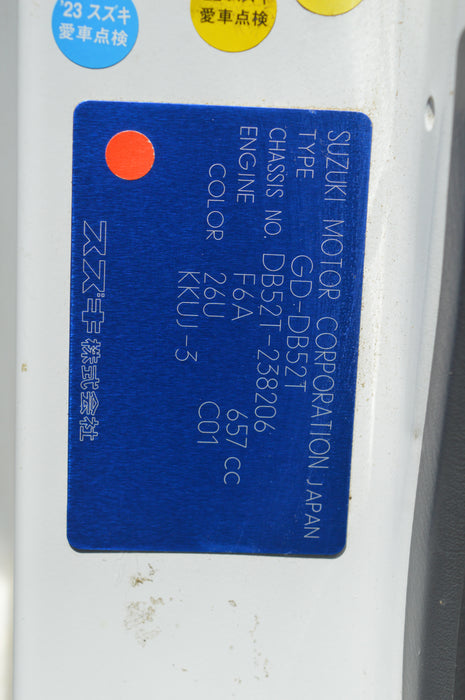 '23 スズキ
愛車点検
愛車点検
SUZUKI MOTOR CORPORATION JAPAN
TYPE GD-DB52T
CHASSIS NO. DB52T-238206
ENGINE F6A 657 CC
COLOR 26U C01
KKUJ-3
スズキ株式会社